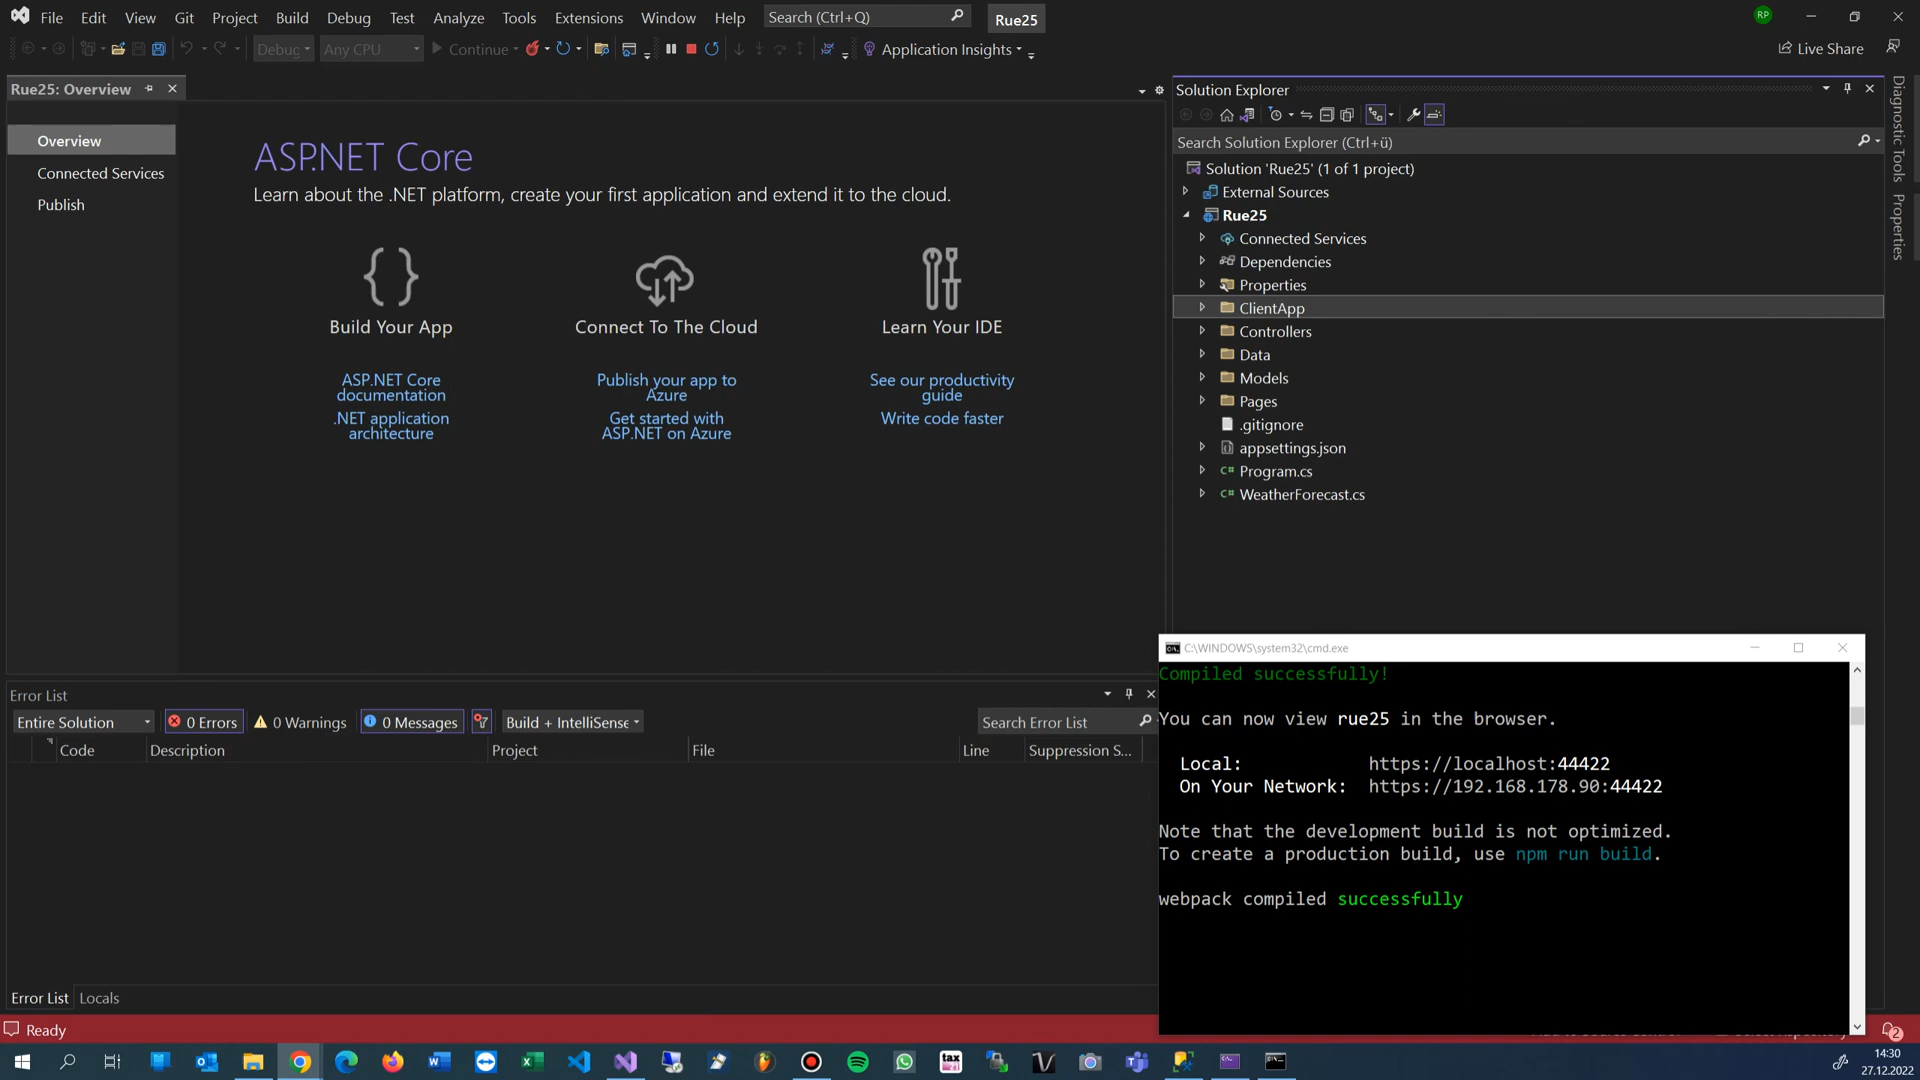 File Edit View Git Project Build Debug Test Analyze Tools Extensions Window Help Search (Ctrl+Q) Rue25 RP
Debug Any CPU Continue Application Insights Live Share
Rue25: Overview
Overview
Connected Services
Publish
ASP.NET Core
Learn about the .NET platform, create your first application and extend it to the cloud.
Build Your App
ASP.NET Core
documentation
.NET application
architecture
Connect To The Cloud
Publish your app to
Azure
Get started with
ASP.NET on Azure
Learn Your IDE
See our productivity
guide
Write code faster
Solution Explorer
Search Solution Explorer (Ctrl+ü)
Solution 'Rue25' (1 of 1 project)
External Sources
Rue25
Connected Services
Dependencies
Properties
ClientApp
Controllers
Data
Models
Pages
.gitignore
appsettings.json
C# Program.cs
C# WeatherForecast.cs
Diagnostic Tools
Properties
Error List
Entire Solution 0 Errors 0 Warnings 0 Messages Build + IntelliSense Search Error List
Code Description Project File Line Suppression S...
Error List Locals
C:\WINDOWS\system32\cmd.exe
Compiled successfully!
You can now view rue25 in the browser.
Local: https://localhost:44422
On Your Network: https://192.168.178.90:44422
Note that the development build is not optimized.
To create a production build, use npm run build.
webpack compiled successfully
Ready
2
tax
14:30
27.12.2022